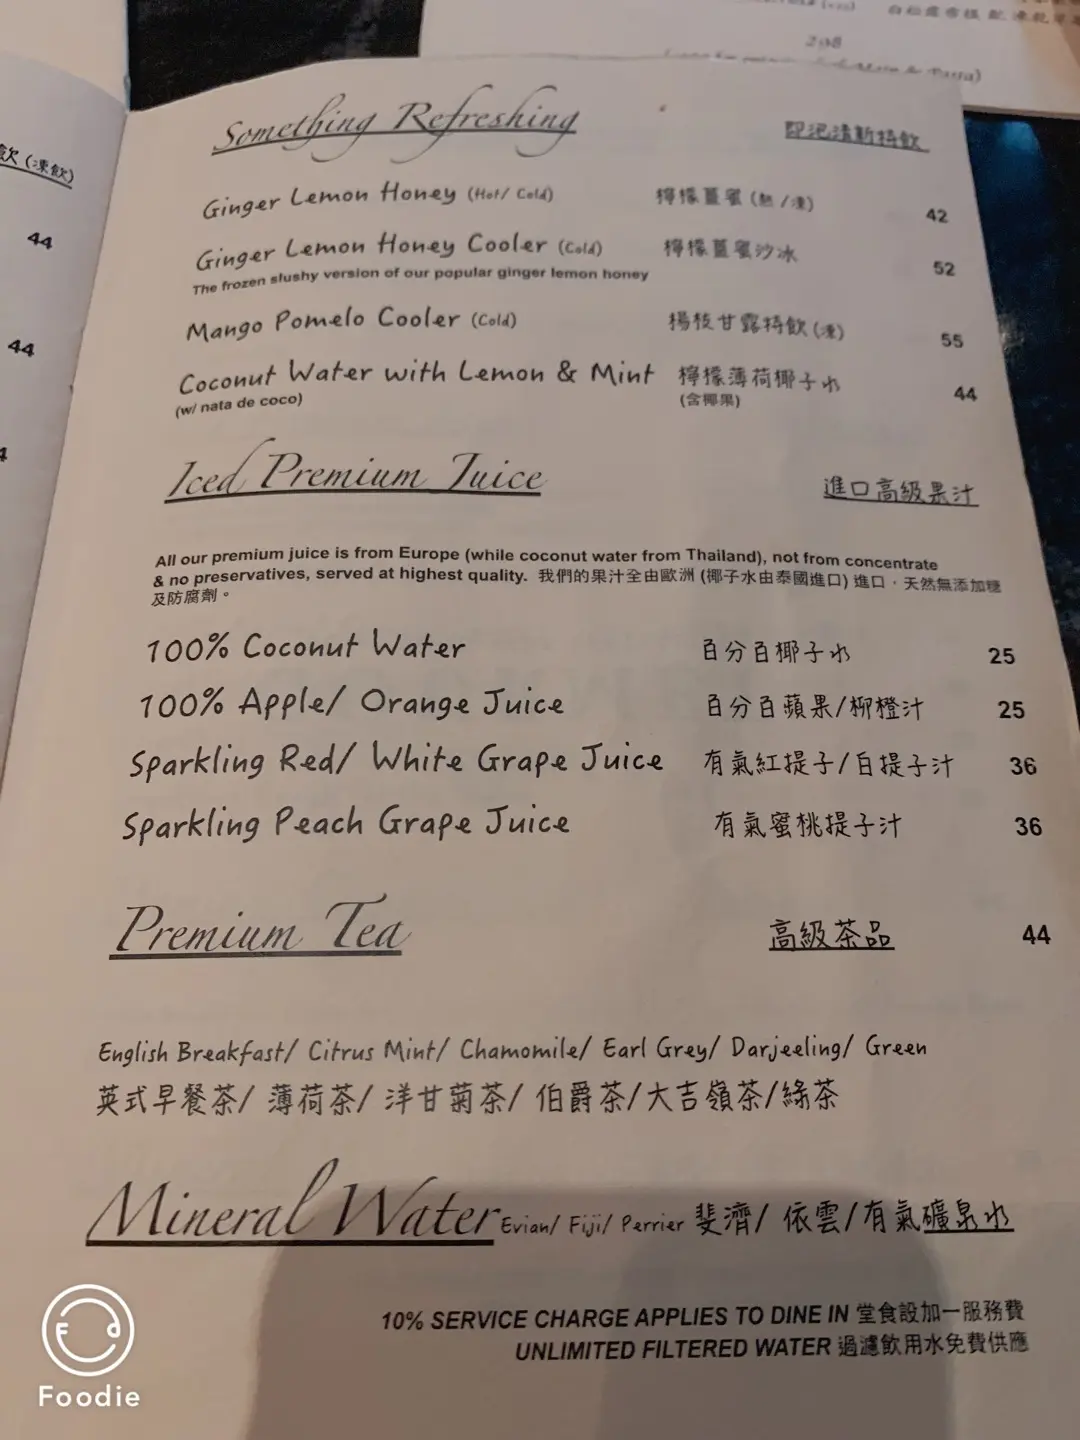 208
Something Refreshing 即泡清新特飲
Ginger Lemon Honey (Hot/ Cold) 檸檬薑蜜 (熱 /凍) 42
Ginger Lemon Honey Cooler (Cold) 檸檬薑蜜沙冰 52
The frozen slushy version of our popular ginger lemon honey
Mango Pomelo Cooler (Cold) 楊枝甘露特飲 (凍) 55
Coconut Water with Lemon & Mint 檸檬薄荷椰子水 44
(w/ nata de coco) (含椰果)
Iced Premium Juice 進口高級果汁
All our premium juice is from Europe (while coconut water from Thailand), not from concentrate
& no preservatives, served at highest quality. 我們的果汁全由歐洲 (椰子水由泰國進口) 進口，天然無添加糖
及防腐劑。
100% Coconut Water 百分百椰子水 25
100% Apple/ Orange Juice 百分百蘋果/柳橙汁 25
Sparkling Red/ White Grape Juice 有氣紅提子/白提子汁 36
Sparkling Peach Grape Juice 有氣蜜桃提子汁 36
Premium Tea 高級茶品 44
English Breakfast/ Citrus Mint/ Chamomile/ Earl Grey/ Darjeeling/ Green
英式早餐茶/ 薄荷茶/ 洋甘菊茶/ 伯爵茶/大吉嶺茶/綠茶
Mineral Water Evian/ Fiji/ Perrier 斐濟/ 依雲/有氣礦泉水
10% SERVICE CHARGE APPLIES TO DINE IN 堂食設加一服務費
UNLIMITED FILTERED WATER 過濾飲用水免費供應
飲 (凍飲)
44
44
4
Foodie